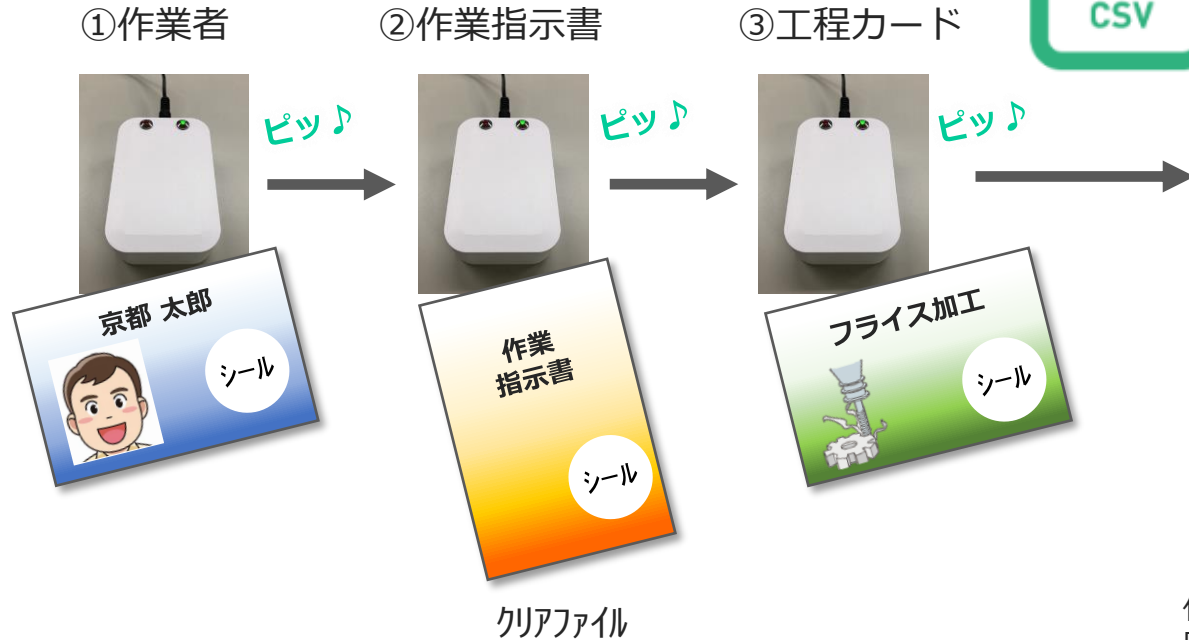 ①作業者
②作業指示書
③工程カード
CSV
ピッ♪
ピッ♪
ピッ♪
京都 太郎
シール
作業
指示書
シール
フライス加工
シール
クリアファイル